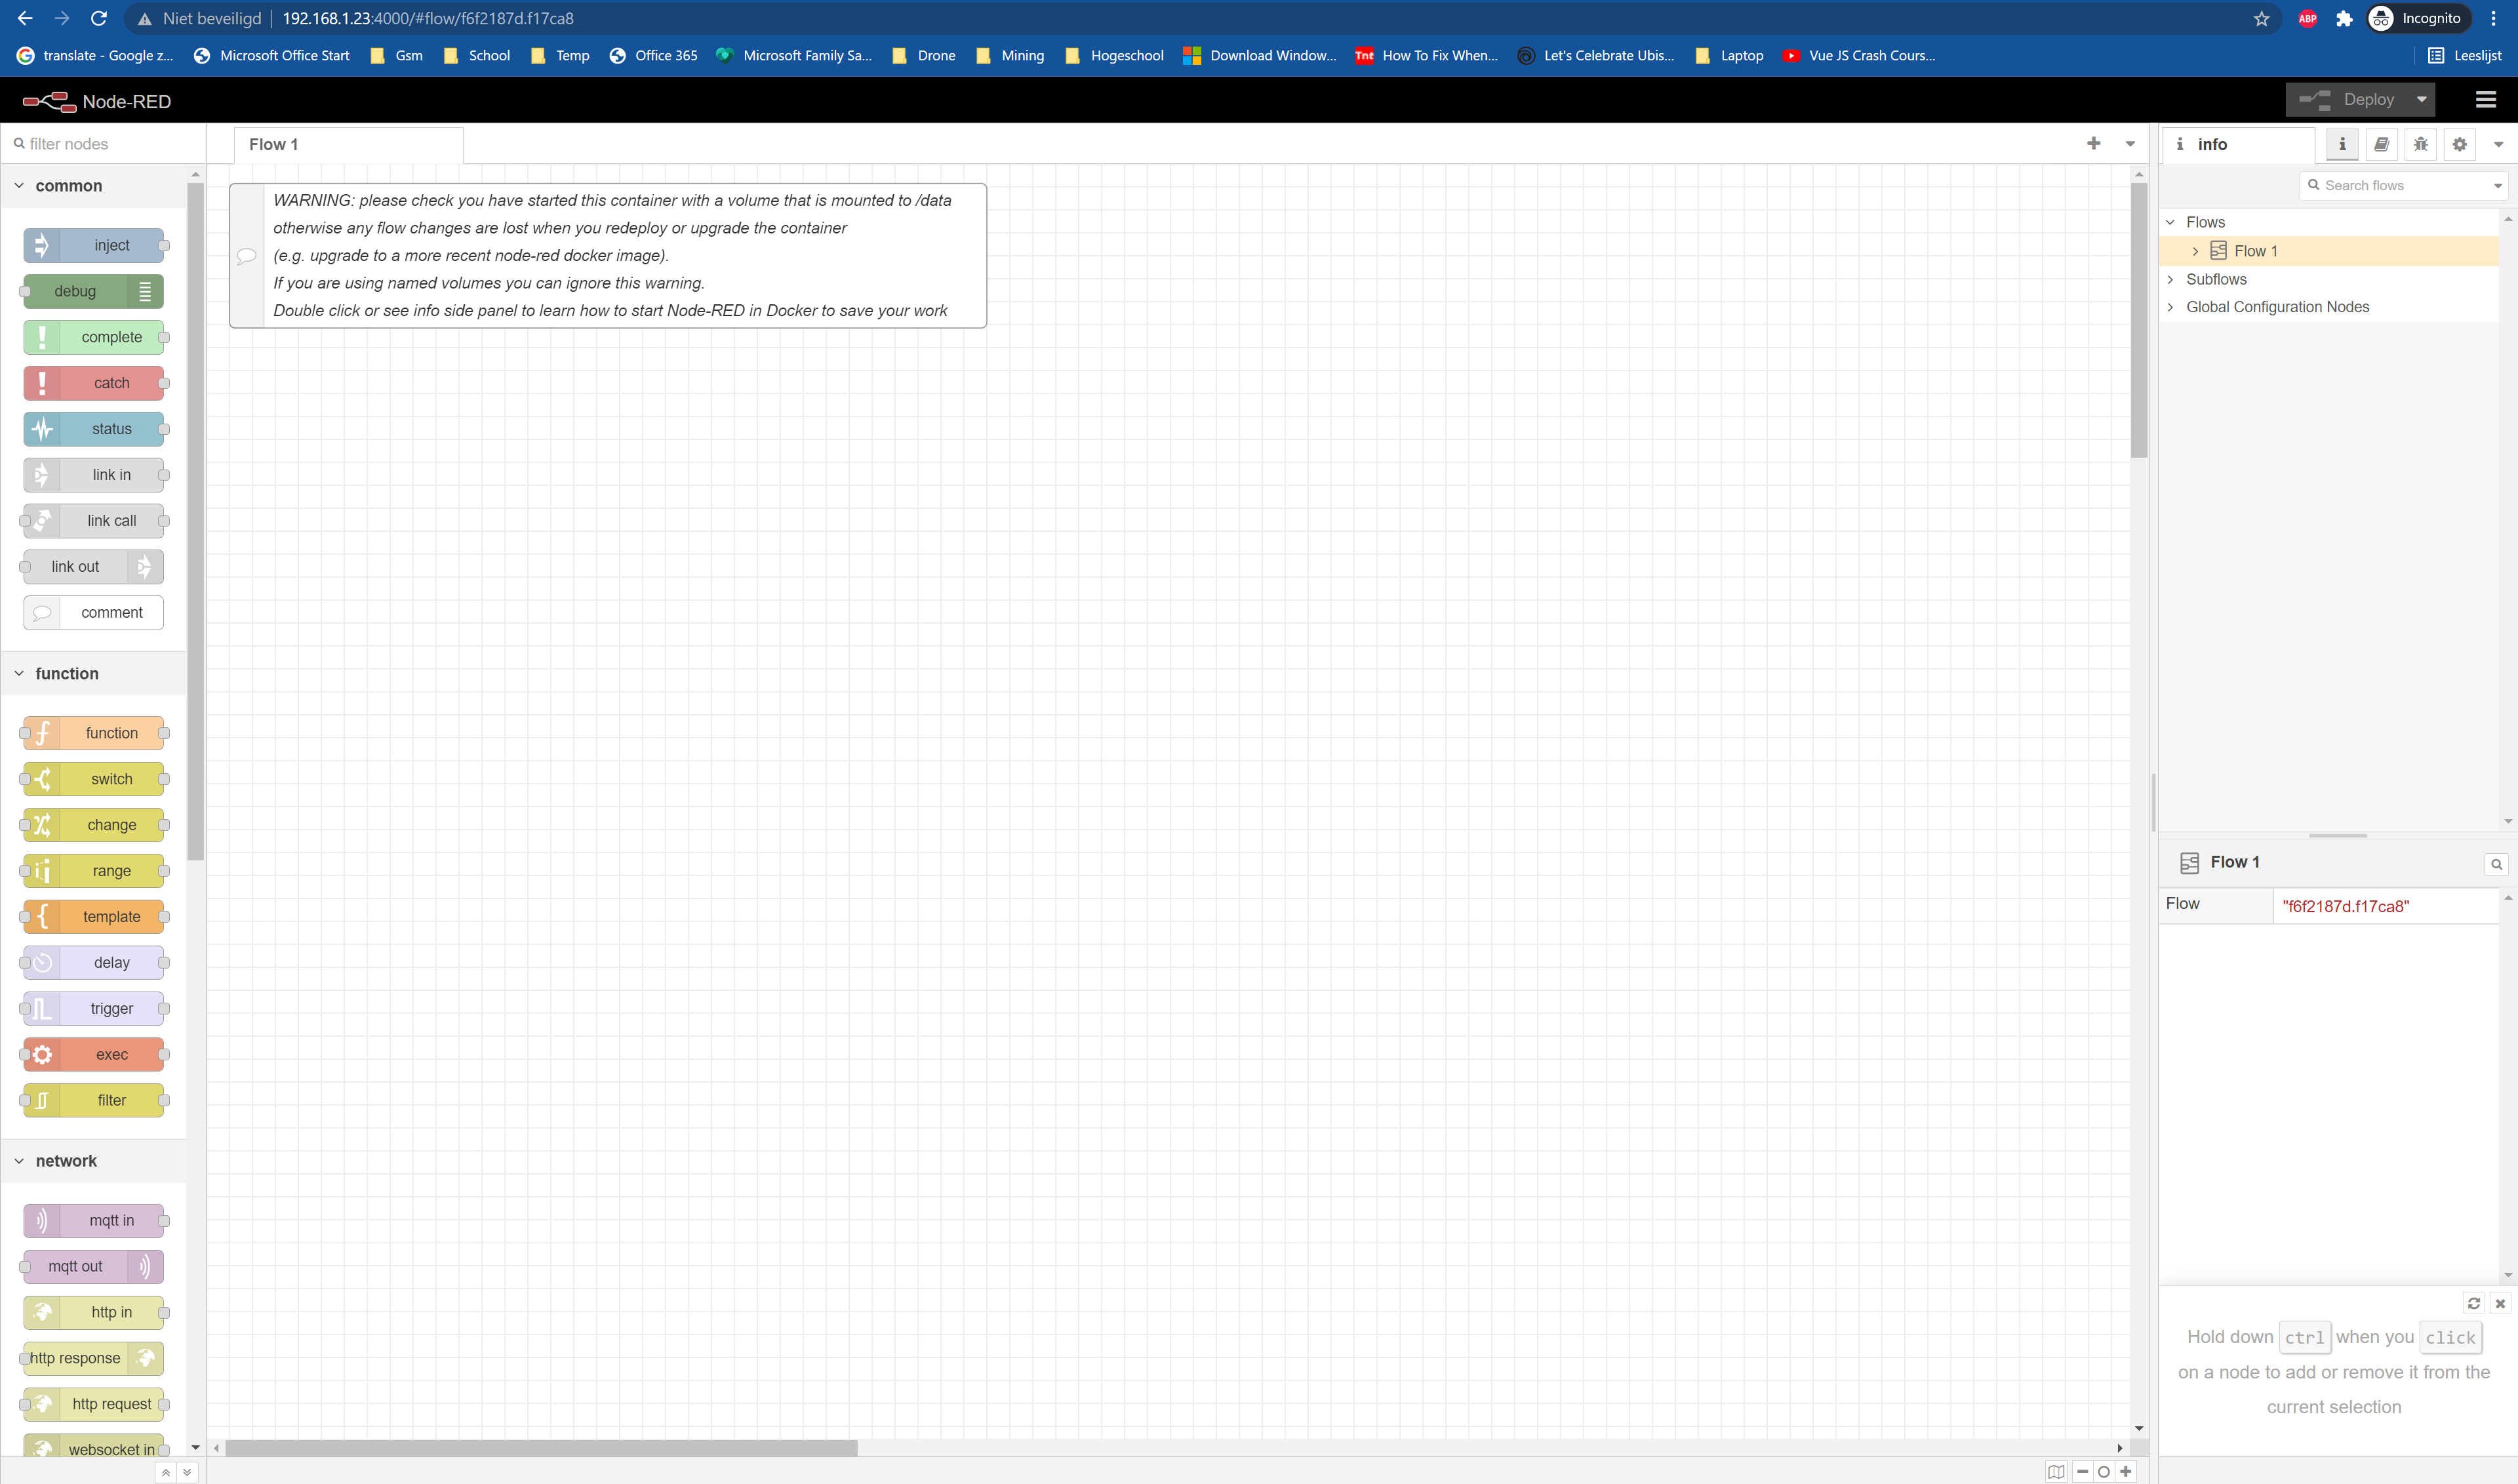 Niet beveiligd 192.168.1.23:4000/#flow/f6f2187d.f17ca8 ABP Incognito
translate - Google z... Microsoft Office Start Gsm School Temp Office 365 Microsoft Family Sa... Drone Mining Hogeschool Download Window... Tnt How To Fix When... Let's Celebrate Ubis... Laptop Vue JS Crash Cours... Leeslijst
Node-RED Deploy
filter nodes
Flow 1
info
common
inject
debug
complete
catch
status
link in
link call
link out
comment
function
function
switch
change
range
template
delay
trigger
exec
filter
network
mqtt in
mqtt out
http in
http response
http request
websocket in
WARNING: please check you have started this container with a volume that is mounted to /data
otherwise any flow changes are lost when you redeploy or upgrade the container
(e.g. upgrade to a more recent node-red docker image).
If you are using named volumes you can ignore this warning.
Double click or see info side panel to learn how to start Node-RED in Docker to save your work
Search flows
Flows
Flow 1
Subflows
Global Configuration Nodes
Flow 1
Flow "f6f2187d.f17ca8"
Hold down ctrl when you click
on a node to add or remove it from the
current selection